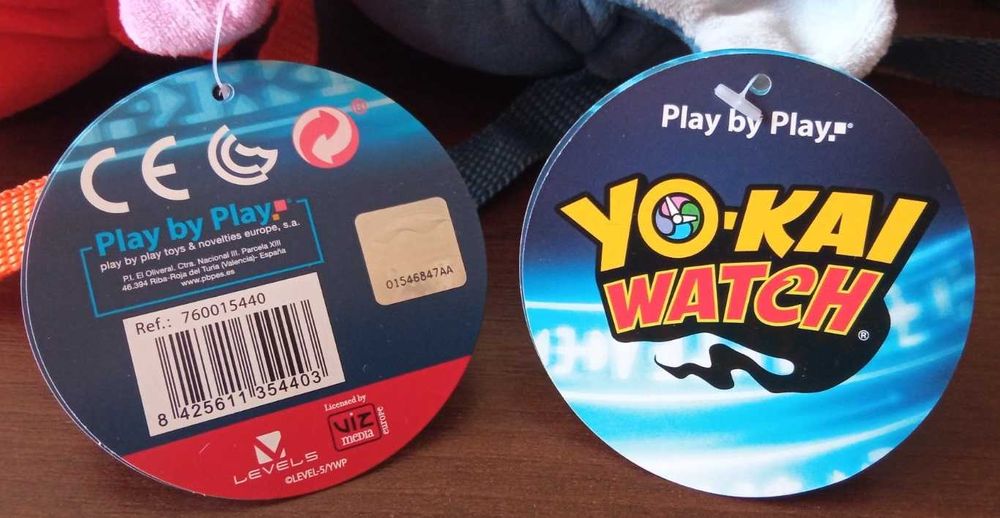 CE
Play by Play
play by play toys & novelties europe, s.a.
P.I. El Oliveral. Ctra. Nacional III. Parcela XIII
46.394 Riba-Roja del Turia (Valencia)- España
www.pbpes.es
01546847AA
Ref.: 760015440
8 425611 354403
Licensed by
VIZ
MEDIA
europe
LEVEL5
©LEVEL-5/YWP
Play by Play
YO-KAI
WATCH®